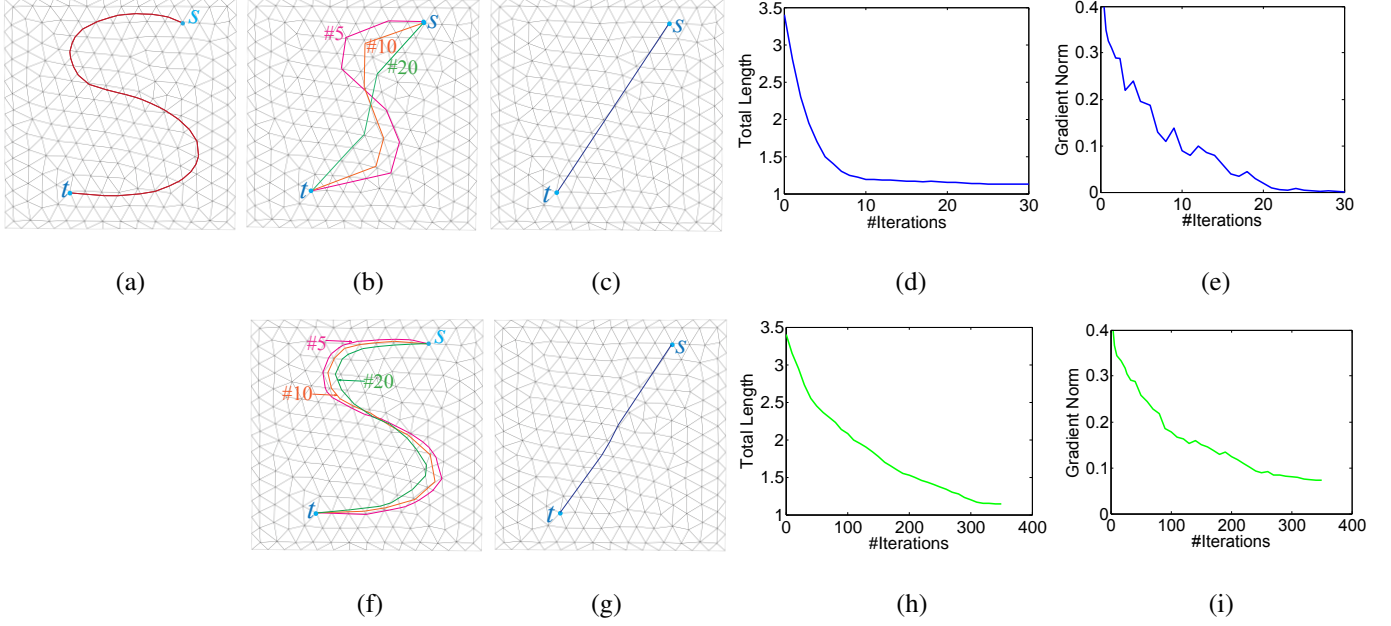 s
t
(a)
#5
s
#10
#20
t
(b)
s
t
(c)
3.5
3
2.5
2
1.5
1
Total Length
0 10 20 30
#Iterations
(d)
0.4
0.3
0.2
0.1
0
Gradient Norm
0 10 20 30
#Iterations
(e)
#5
s
#20
#10
t
(f)
s
t
(g)
3.5
3
2.5
2
1.5
1
Total Length
0 100 200 300 400
#Iterations
(h)
0.4
0.3
0.2
0.1
0
Gradient Norm
0 100 200 300 400
#Iterations
(i)